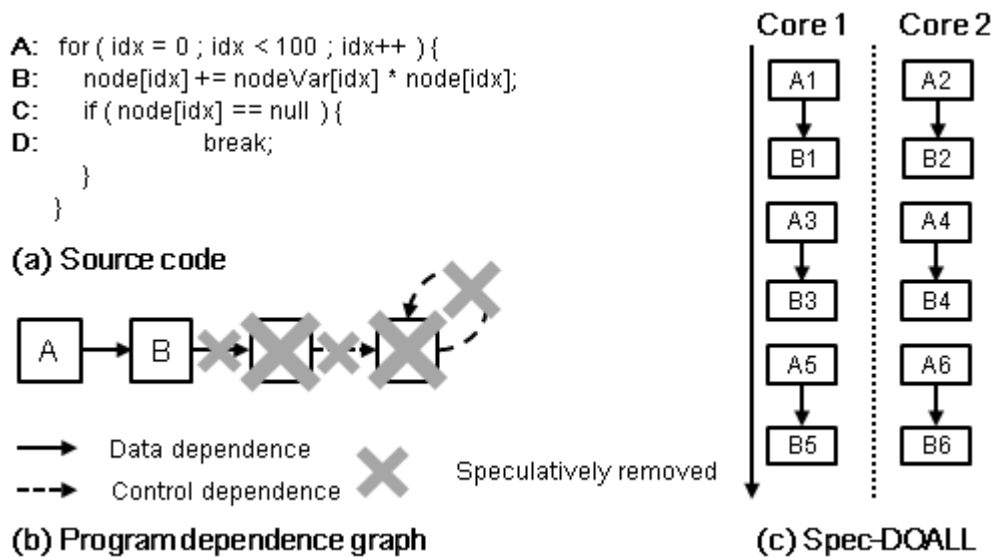 A: for ( idx = 0 ; idx < 100 ; idx++ ) {
B: node[idx] += nodeVar[idx] * node[idx];
C: if ( node[idx] == null ) {
D: break;
}
}
(a) Source code
A B
Data dependence
Control dependence
Speculatively removed
(b) Program dependence graph
Core 1 Core 2
A1 A2
B1 B2
A3 A4
B3 B4
A5 A6
B5 B6
(c) Spec-DOALL